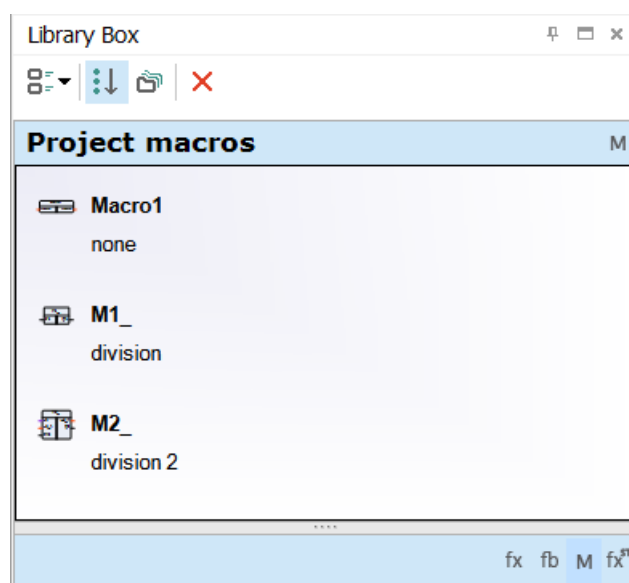 Library Box
Project macros M
Macro1
none
M1_
division
M2_
division 2
fx fb M fx